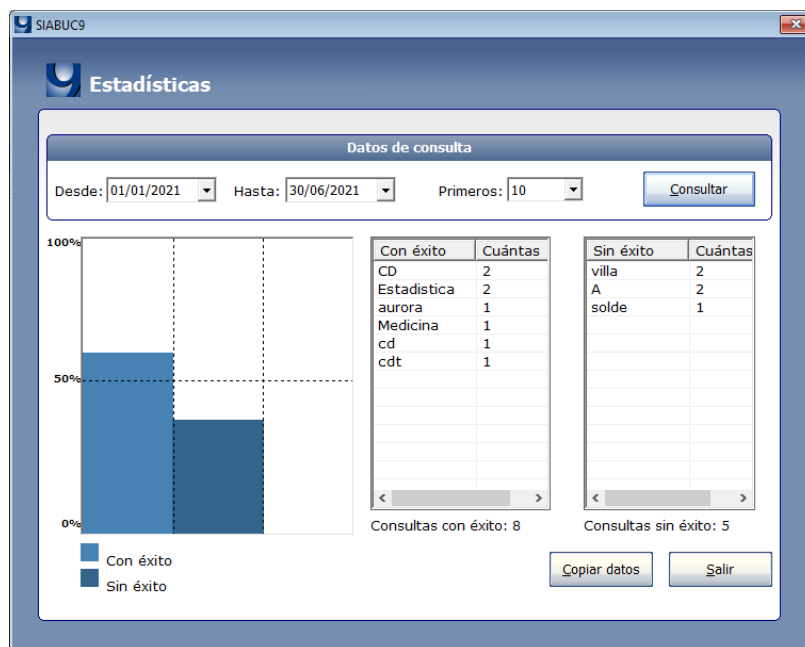 SIABUC9
Estadísticas
Datos de consulta
Desde: 01/01/2021 Hasta: 30/06/2021 Primeros: 10 Consultar
100%
50%
0%
Con éxito
Sin éxito
Con éxito Cuántas
CD 2
Estadistica 2
aurora 1
Medicina 1
cd 1
cdt 1
Consultas con éxito: 8
Sin éxito Cuántas
villa 2
A 2
solde 1
Consultas sin éxito: 5
Copiar datos Salir